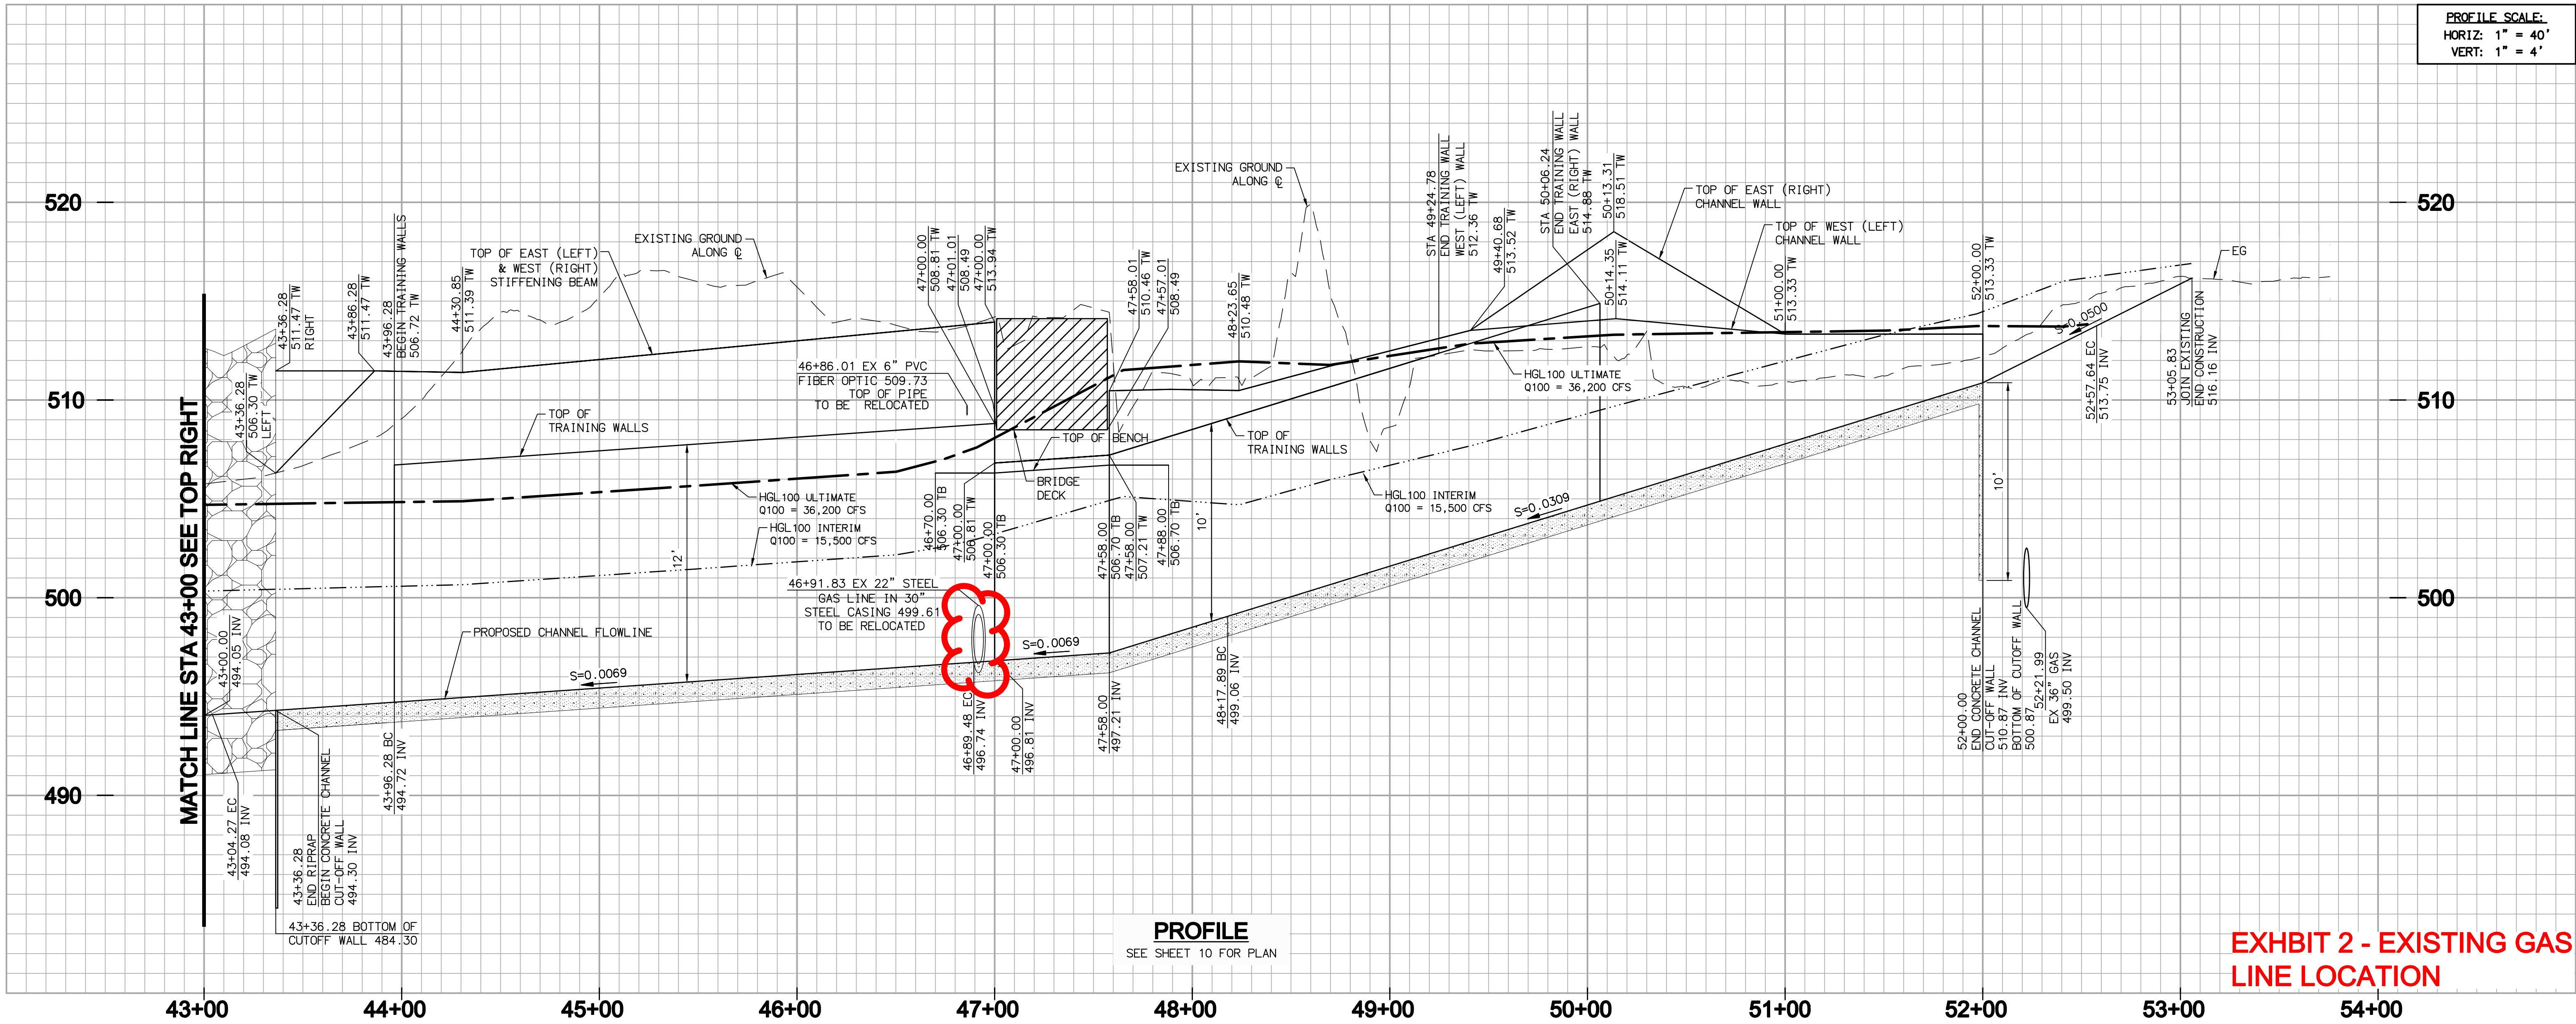 PROFILE SCALE:
HORIZ: 1" = 40'
VERT: 1" = 4'
520
510
500
490
520
510
500
MATCH LINE STA 43+00 SEE TOP RIGHT
43+36.28
511.47 TW
RIGHT
43+36.28
506.30 TW
LEFT
43+86.28
511.47 TW
43+96.28
BEGIN TRAINING WALLS
506.72 TW
44+30.85
511.39 TW
TOP OF EAST (LEFT)
& WEST (RIGHT)
STIFFENING BEAM
EXISTING GROUND
ALONG ℄
TOP OF
TRAINING WALLS
46+86.01 EX 6" PVC
FIBER OPTIC 509.73
TOP OF PIPE
TO BE RELOCATED
47+00.00
508.81 TW
47+01.01
508.49
47+00.00
513.94 TW
TOP OF BENCH
BRIDGE
DECK
47+58.01
510.46 TW
47+57.01
508.49
48+23.65
510.48 TW
EXISTING GROUND
ALONG ℄
TOP OF
TRAINING WALLS
STA 49+24.78
END TRAINING WALL
WEST (LEFT) WALL
512.36 TW
49+40.68
513.52 TW
STA 50+06.24
END TRAINING WALL
EAST (RIGHT) WALL
514.88 TW
50+13.31
518.51 TW
50+14.35
514.11 TW
TOP OF EAST (RIGHT)
CHANNEL WALL
TOP OF WEST (LEFT)
CHANNEL WALL
51+00.00
513.33 TW
52+00.00
513.33 TW
EG
S=0.0500
52+57.64 EC
513.75 INV
53+05.83
JOIN EXISTING
END CONSTRUCTION
516.16 INV
HGL100 ULTIMATE
Q100 = 36,200 CFS
HGL100 INTERIM
Q100 = 15,500 CFS
HGL100 ULTIMATE
Q100 = 36,200 CFS
HGL100 INTERIM
Q100 = 15,500 CFS
12'
10'
10'
46+70.00
506.30 TB
47+00.00
506.81 TW
47+00.00
506.30 TB
47+58.00
506.70 TB
47+58.00
507.21 TW
47+88.00
506.70 TB
46+91.83 EX 22" STEEL
GAS LINE IN 30"
STEEL CASING 499.61
TO BE RELOCATED
S=0.0309
S=0.0069
S=0.0069
PROPOSED CHANNEL FLOWLINE
43+00.00
494.05 INV
43+04.27 EC
494.08 INV
43+36.28
END RIPRAP
BEGIN CONCRETE CHANNEL
CUT-OFF WALL
494.30 INV
43+36.28 BOTTOM OF
CUTOFF WALL 484.30
43+96.28 BC
494.72 INV
46+89.48 EC
496.74 INV
47+00.00
496.81 INV
47+58.00
497.21 INV
48+17.89 BC
499.06 INV
52+00.00
END CONCRETE CHANNEL
CUT-OFF WALL
510.87 INV
BOTTOM OF CUTOFF WALL
500.87
52+21.99
EX 36" GAS
499.50 INV
PROFILE
SEE SHEET 10 FOR PLAN
EXHBIT 2 - EXISTING GAS
LINE LOCATION
43+00 44+00 45+00 46+00 47+00 48+00 49+00 50+00 51+00 52+00 53+00 54+00